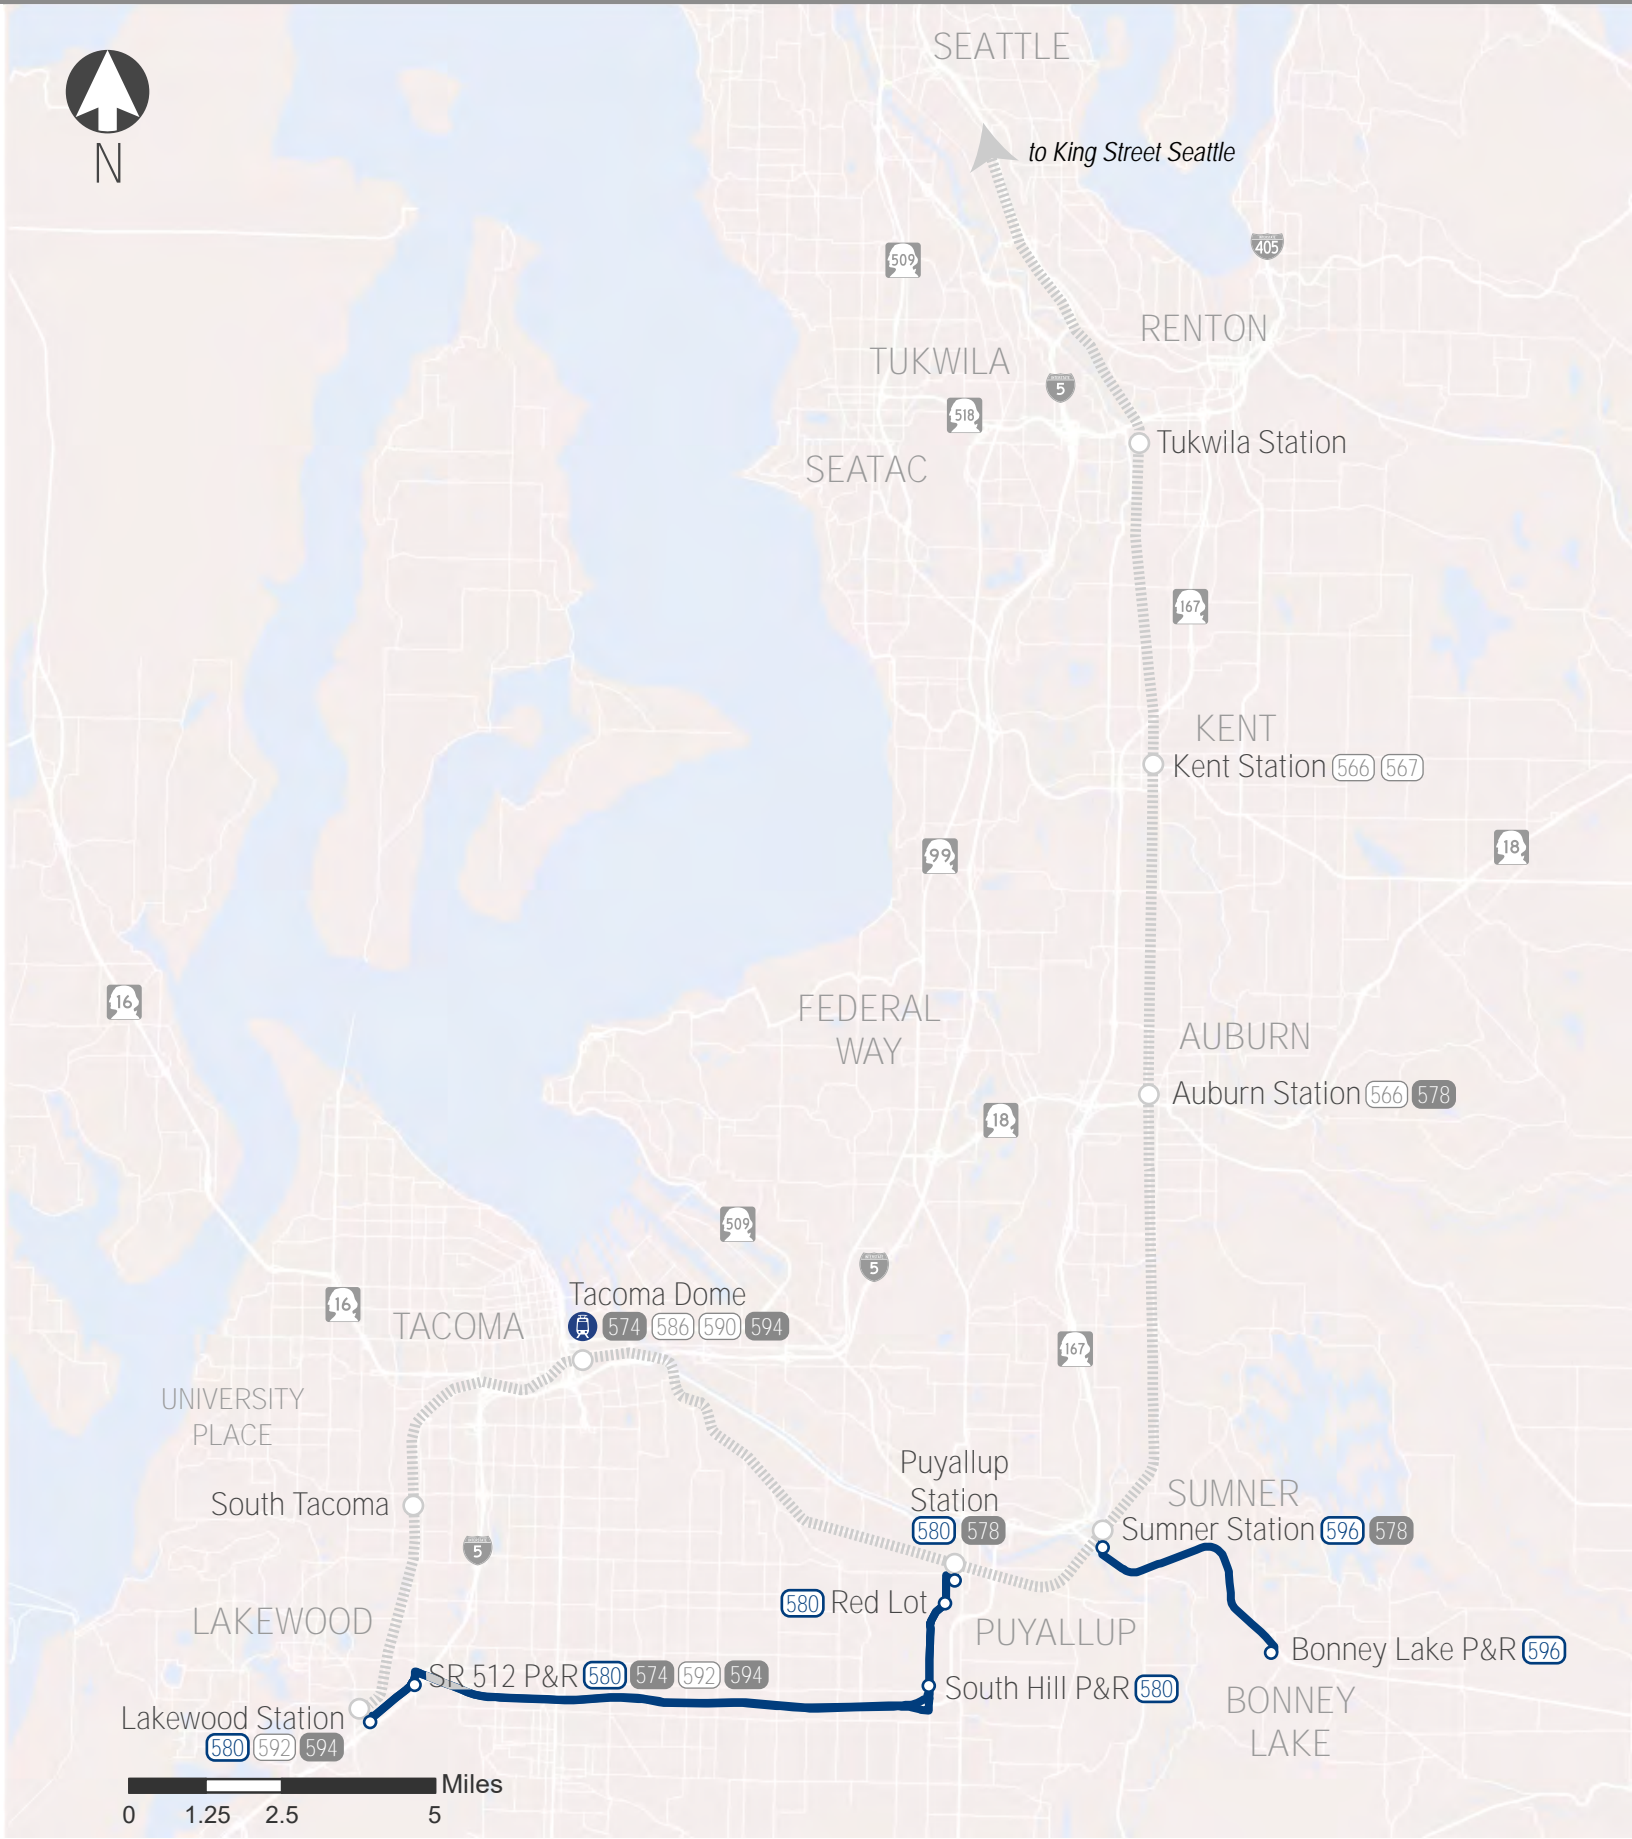 SEATTLE
N
to King Street Seattle
509
405
RENTON
TUKWILA
5
518
Tukwila Station
SEATAC
167
KENT
Kent Station 566 567
99
18
16
FEDERAL
WAY
AUBURN
Auburn Station 566 578
18
509
5
Tacoma Dome
574 586 590 594
16
TACOMA
167
UNIVERSITY
PLACE
Puyallup
Station
580 578
SUMNER
Sumner Station 596 578
South Tacoma
5
580 Red Lot
LAKEWOOD
PUYALLUP
Bonney Lake P&R 596
SR 512 P&R 580 574 592 594
South Hill P&R 580
BONNEY
LAKE
Lakewood Station
580 592 594
Miles
0 1.25 2.5 5